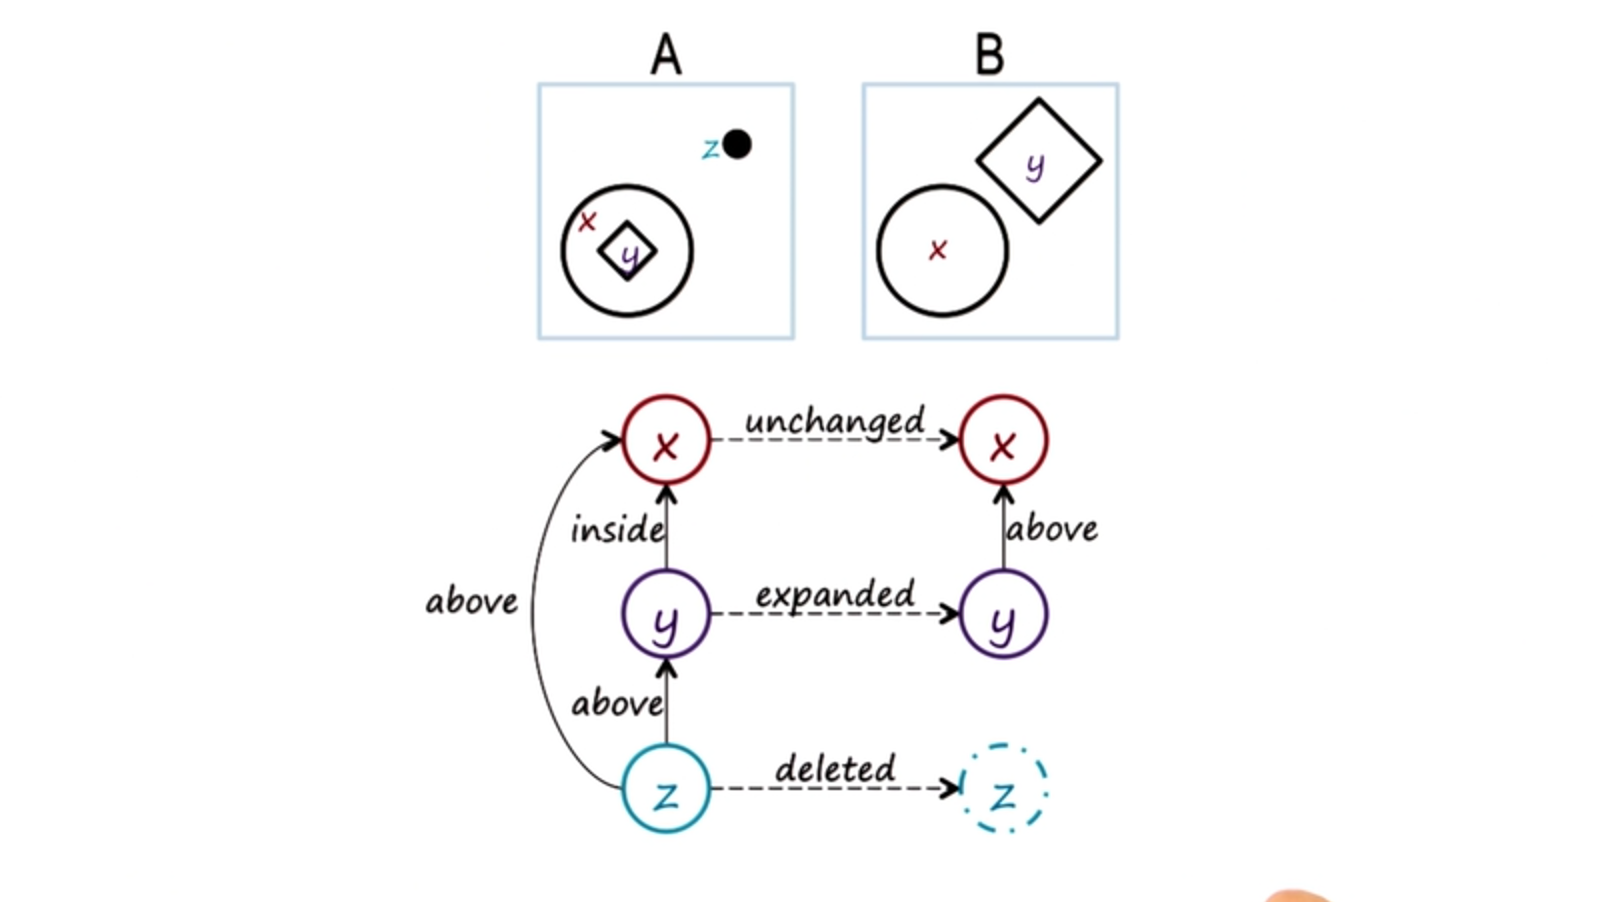 A B
z
y
x
y
x
x unchanged x
inside above
above
y expanded y
above
z deleted z